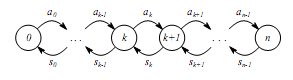 a₀ aₖ₋₁ aₖ aₖ₊₁ aₙ₋₁
0 ... k k+1 ... n
s₀ sₖ₋₁ sₖ sₖ₊₁ sₙ₋₁